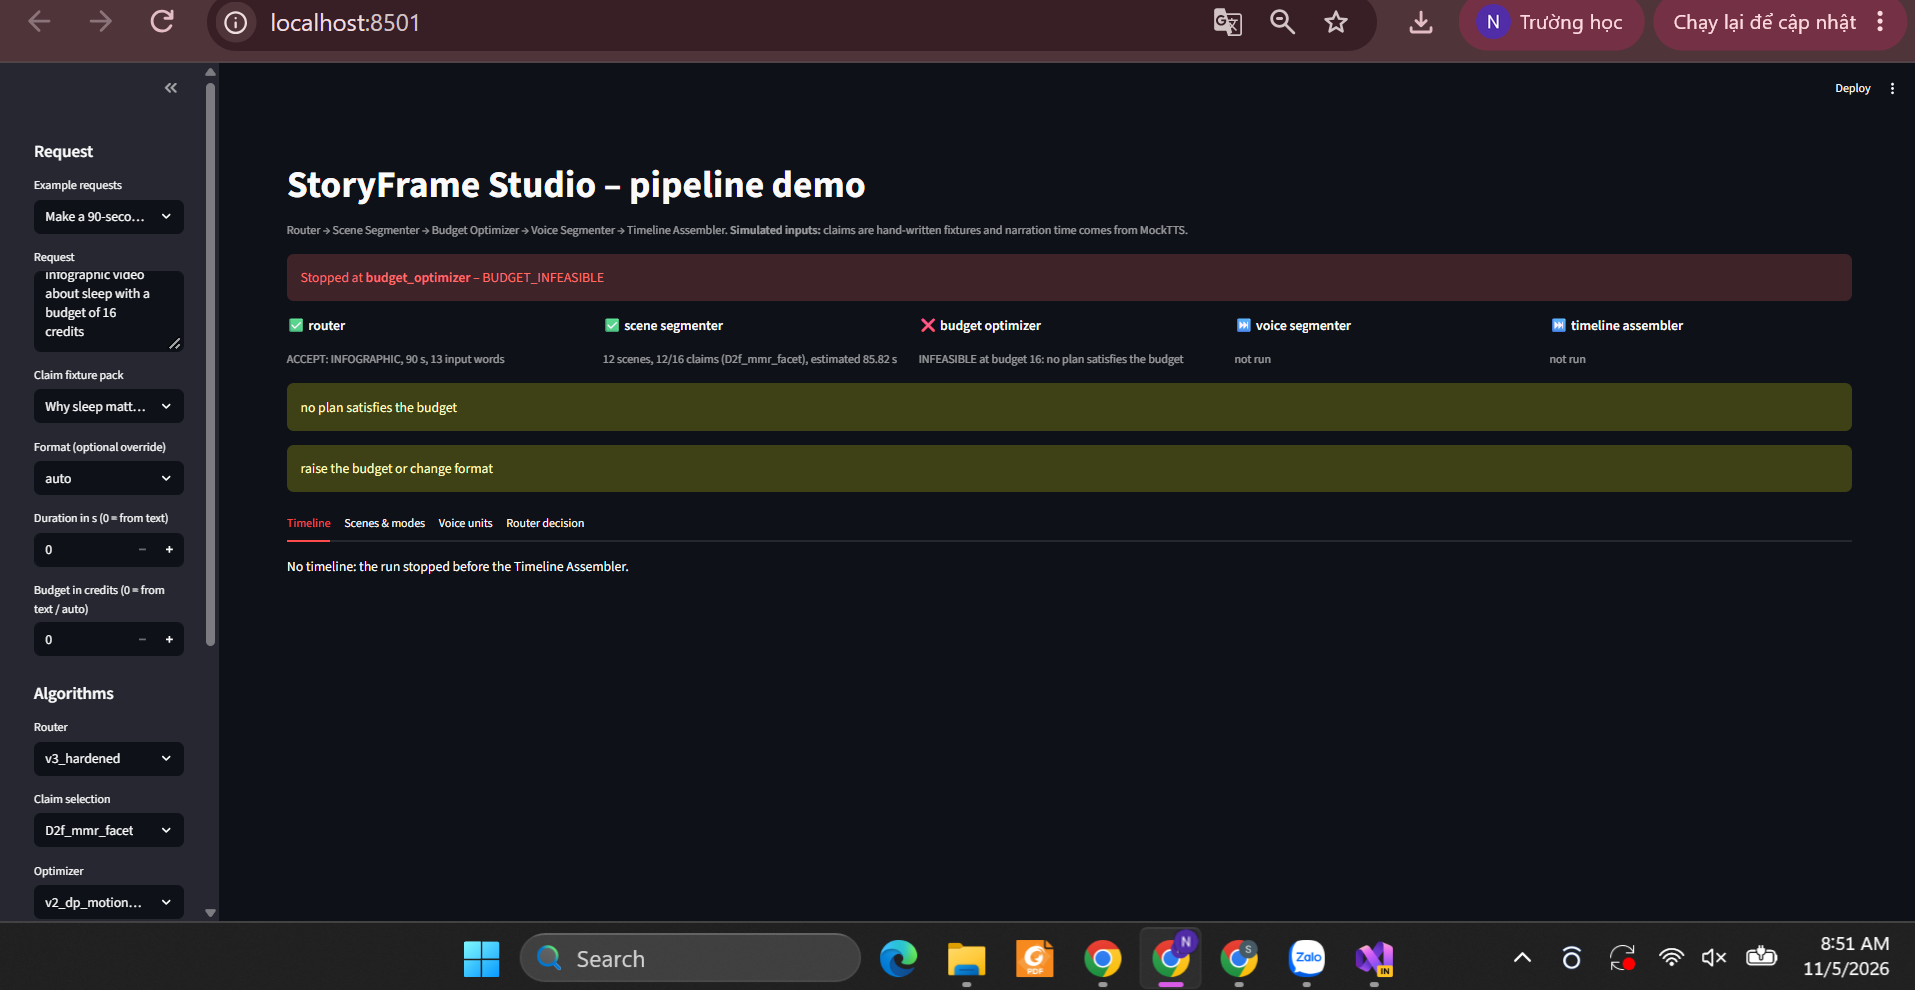 localhost:8501
N Trường học
Chạy lại để cập nhật
Deploy
Request
Example requests
Make a 90-seco...
Request
infographic video
about sleep with a
budget of 16
credits
Claim fixture pack
Why sleep matt...
Format (optional override)
auto
Duration in s (0 = from text)
0
Budget in credits (0 = from
text / auto)
0
Algorithms
Router
v3_hardened
Claim selection
D2f_mmr_facet
Optimizer
v2_dp_motion...
StoryFrame Studio – pipeline demo
Router → Scene Segmenter → Budget Optimizer → Voice Segmenter → Timeline Assembler. Simulated inputs: claims are hand-written fixtures and narration time comes from MockTTS.
Stopped at budget_optimizer – BUDGET_INFEASIBLE
router
ACCEPT: INFOGRAPHIC, 90 s, 13 input words
scene segmenter
12 scenes, 12/16 claims (D2f_mmr_facet), estimated 85.82 s
budget optimizer
INFEASIBLE at budget 16: no plan satisfies the budget
voice segmenter
not run
timeline assembler
not run
no plan satisfies the budget
raise the budget or change format
Timeline Scenes & modes Voice units Router decision
No timeline: the run stopped before the Timeline Assembler.
Search
PDF
N
S
Zalo
IN
8:51 AM
11/5/2026